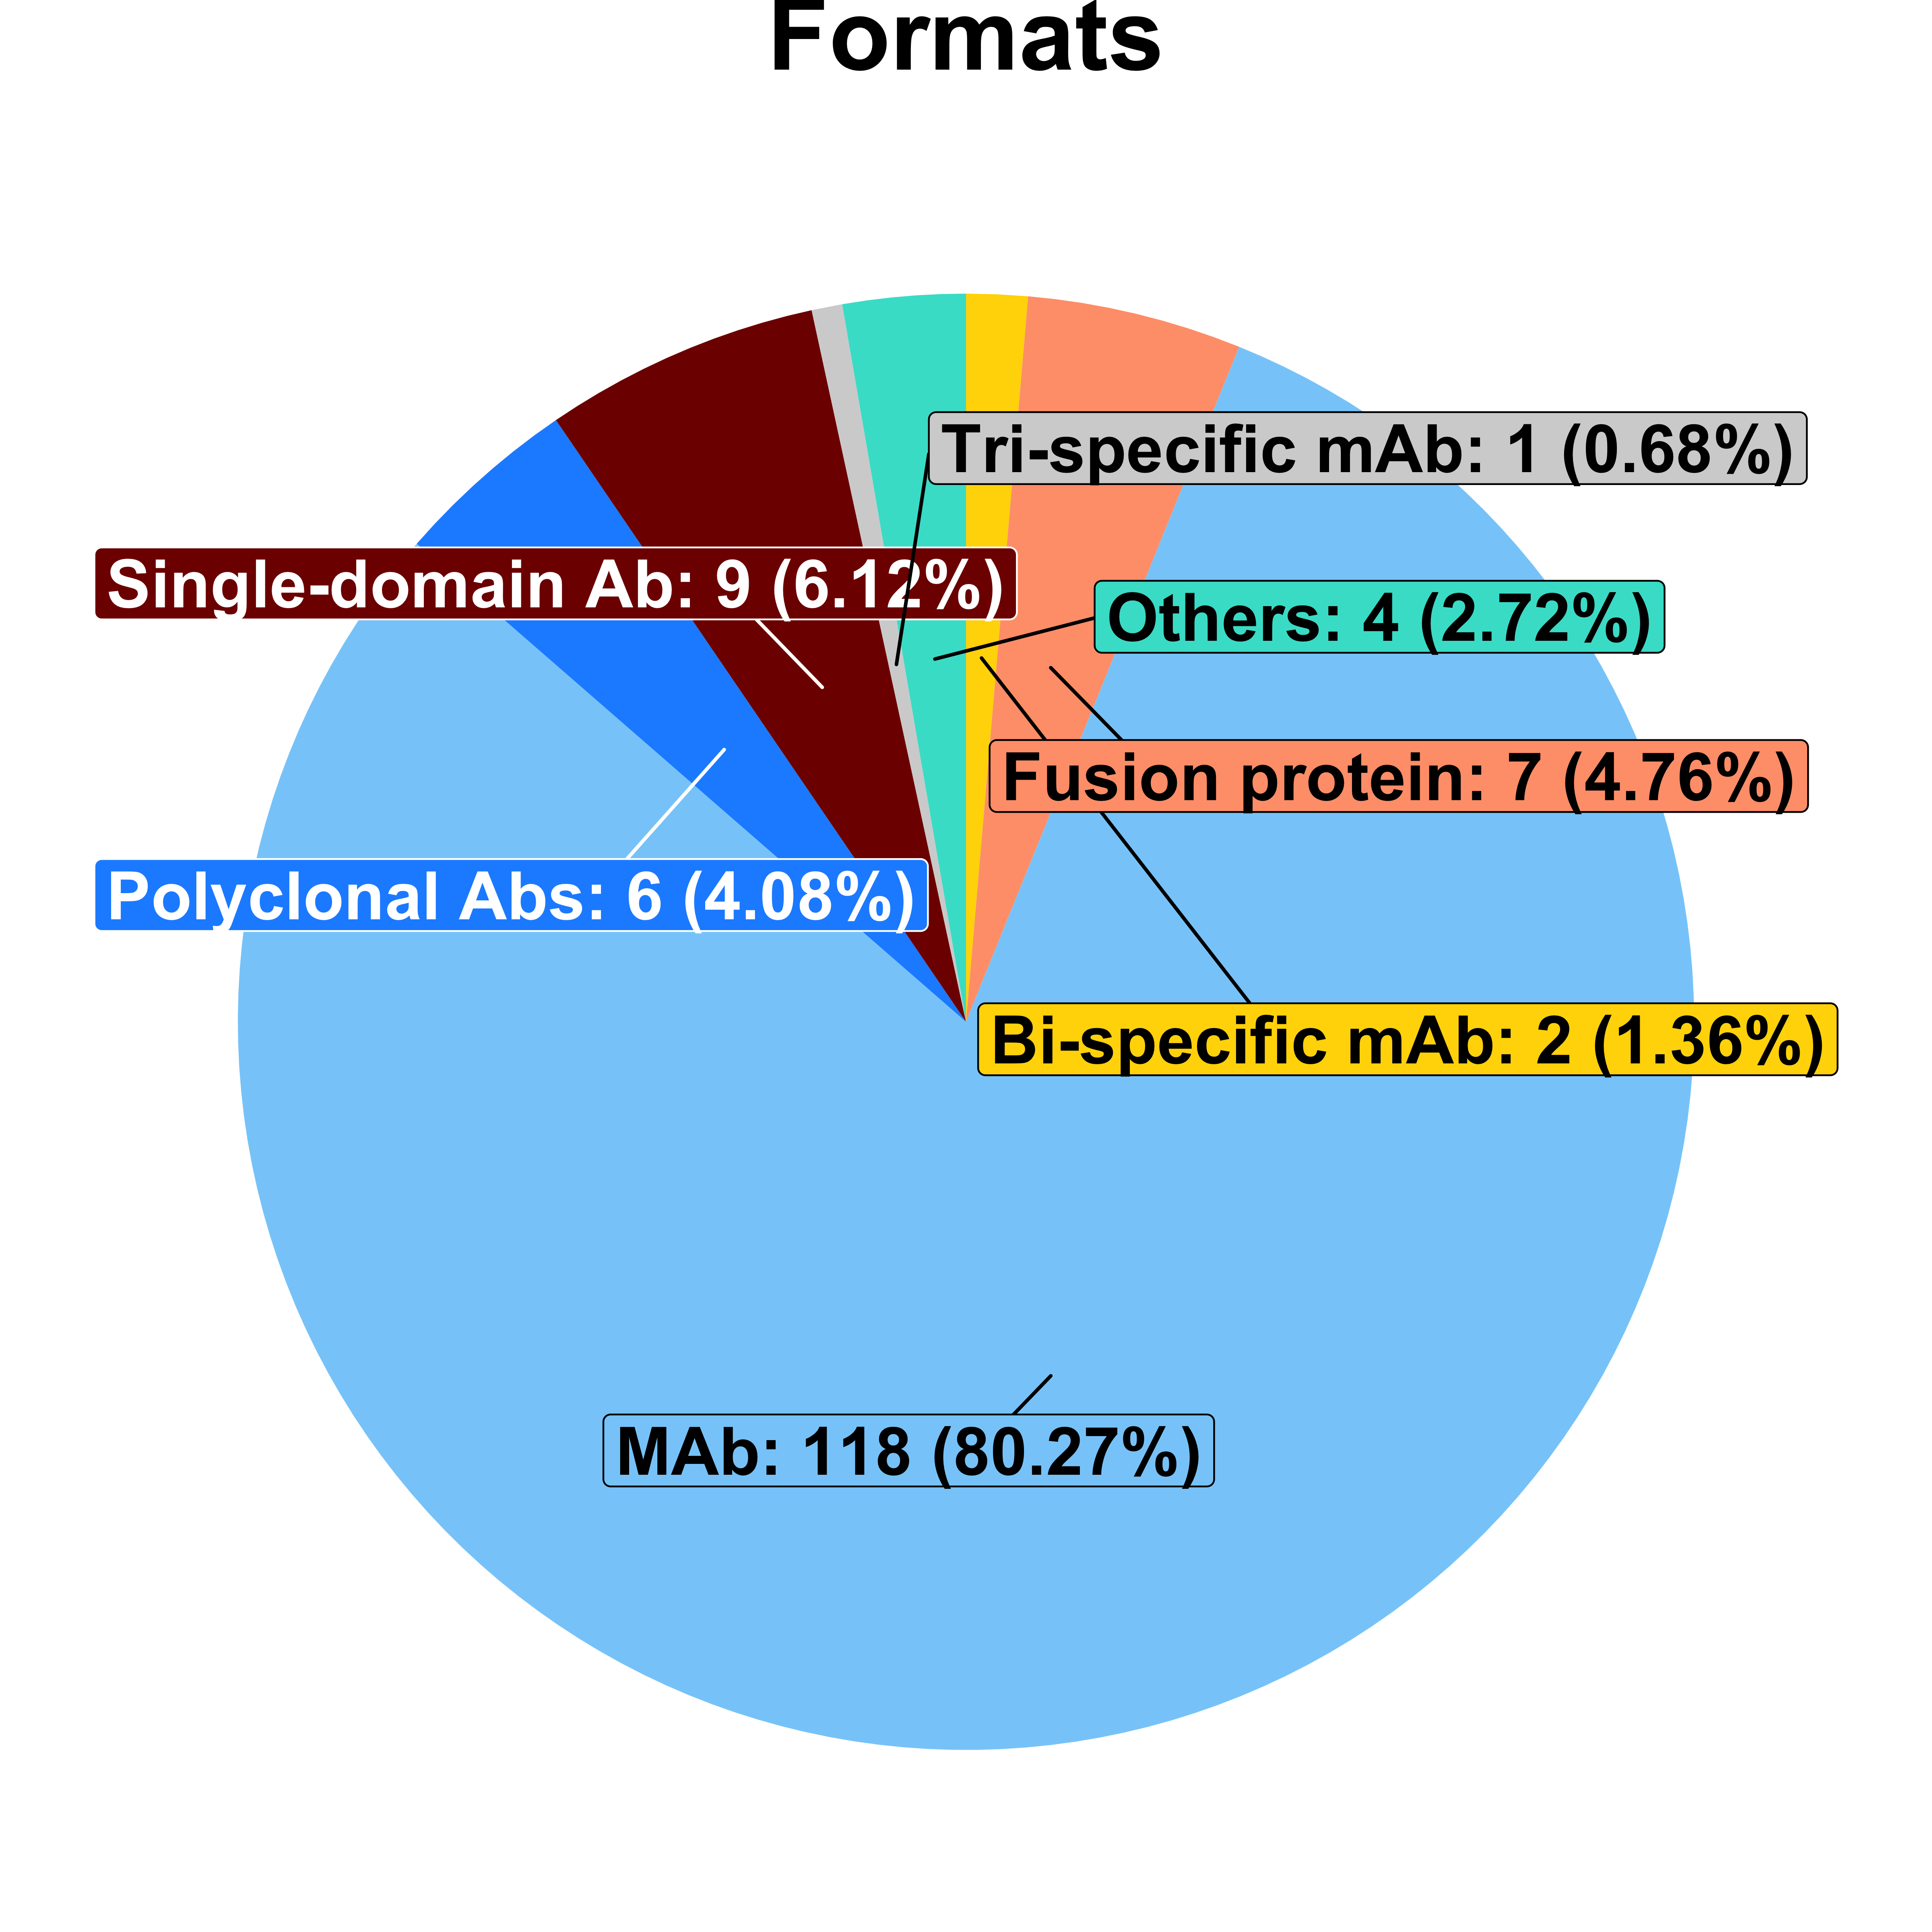 Formats
Tri-specific mAb: 1 (0.68%)
Single-domain Ab: 9 (6.12%)
Others: 4 (2.72%)
Fusion protein: 7 (4.76%)
Polyclonal Abs: 6 (4.08%)
Bi-specific mAb: 2 (1.36%)
MAb: 118 (80.27%)